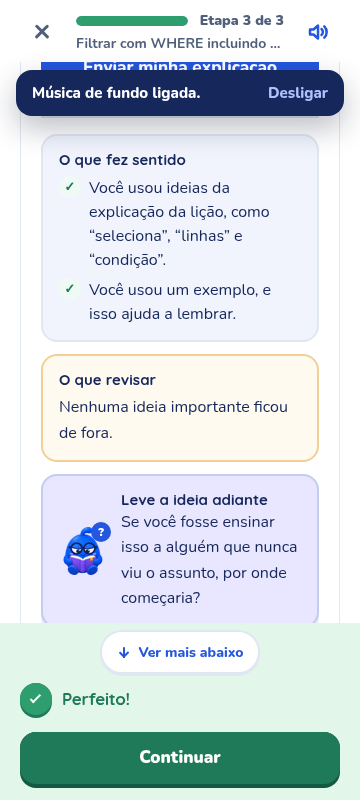 Etapa 3 de 3
Filtrar com WHERE incluindo ...
Enviar minha explicação
Música de fundo ligada.
Desligar
O que fez sentido
✓ Você usou ideias da
explicação da lição, como
“seleciona”, “linhas” e
“condição”.
✓ Você usou um exemplo, e
isso ajuda a lembrar.
O que revisar
Nenhuma ideia importante ficou
de fora.
?
Leve a ideia adiante
Se você fosse ensinar
isso a alguém que nunca
viu o assunto, por onde
começaria?
↓ Ver mais abaixo
Perfeito!
Continuar